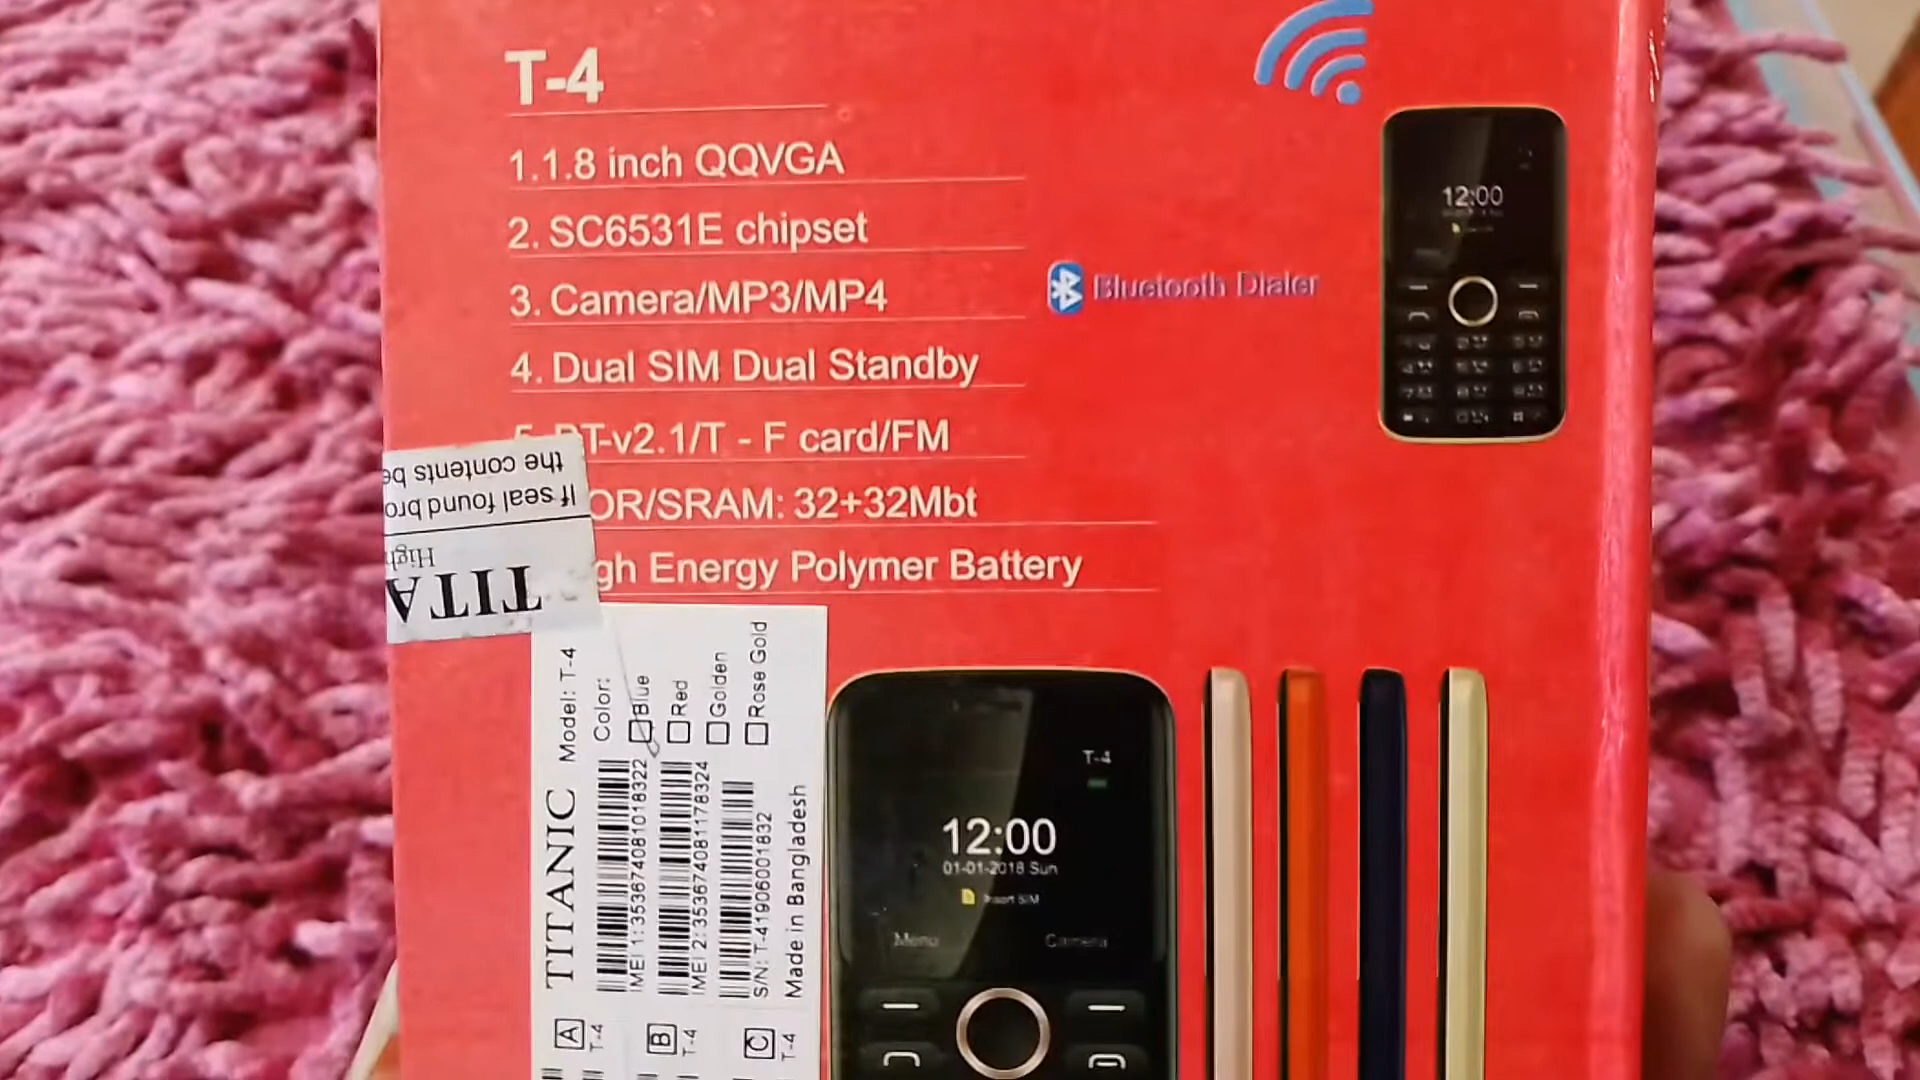 T-4
1.1.8 inch QQVGA
2. SC6531E chipset
3. Camera/MP3/MP4
4. Dual SIM Dual Standby
T-v2.1/T - F card/FM
OR/SRAM: 32+32Mbt
gh Energy Polymer Battery
Bluetooth Dialer
12:00
If seal found bro
the contents be
TITA
High
TITANIC Model: T-4
Color:
Blue
Red
Golden
Rose Gold
IMEI 1:353674081018322
IMEI 2:353674081178324
S/N: T-41906001832
Made in Bangladesh
A
T-4
B
T-4
C
T-4
T-4
12:00
01-01-2018 Sun
Insert SIM
Menu
Camera